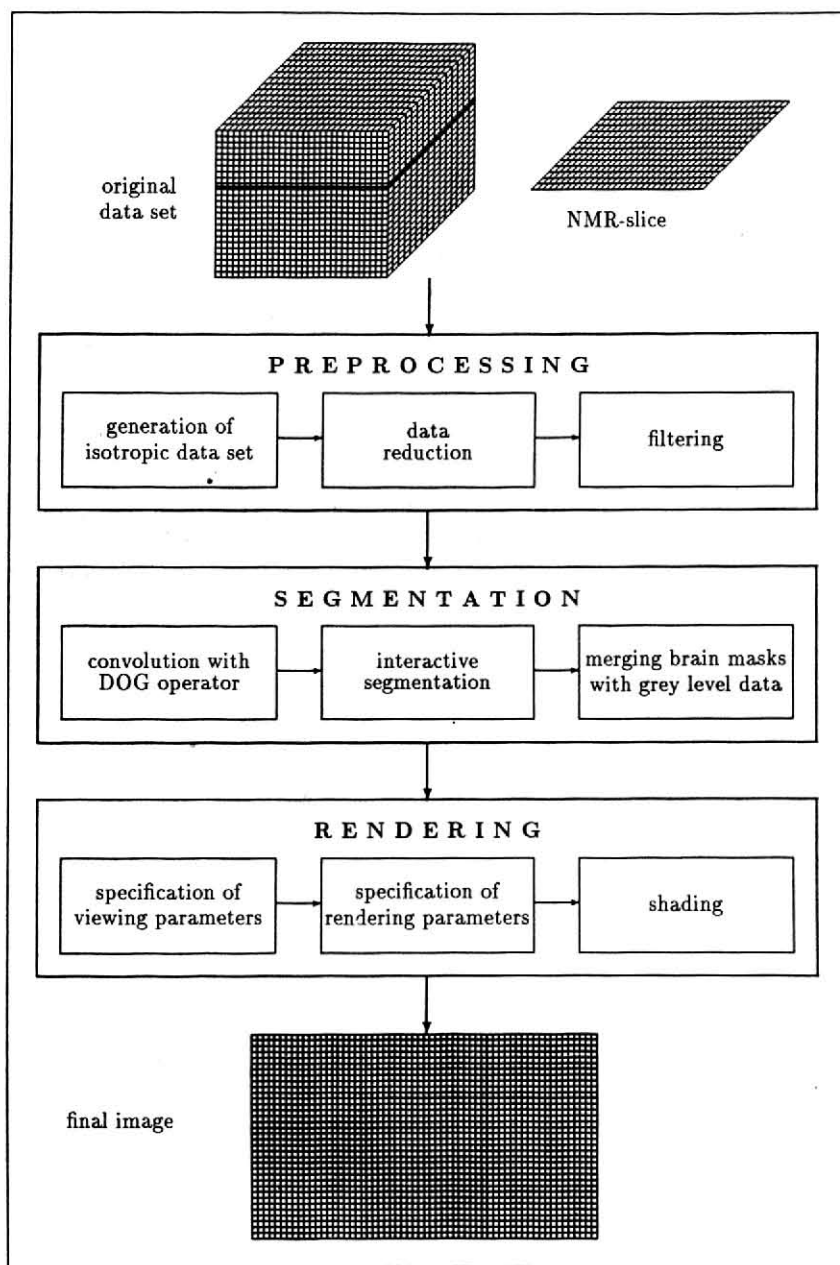 original
data set
NMR-slice
PREPROCESSING
generation of
isotropic data set
data
reduction
filtering
SEGMENTATION
convolution with
DOG operator
interactive
segmentation
merging brain masks
with grey level data
RENDERING
specification of
viewing parameters
specification of
rendering parameters
shading
final image